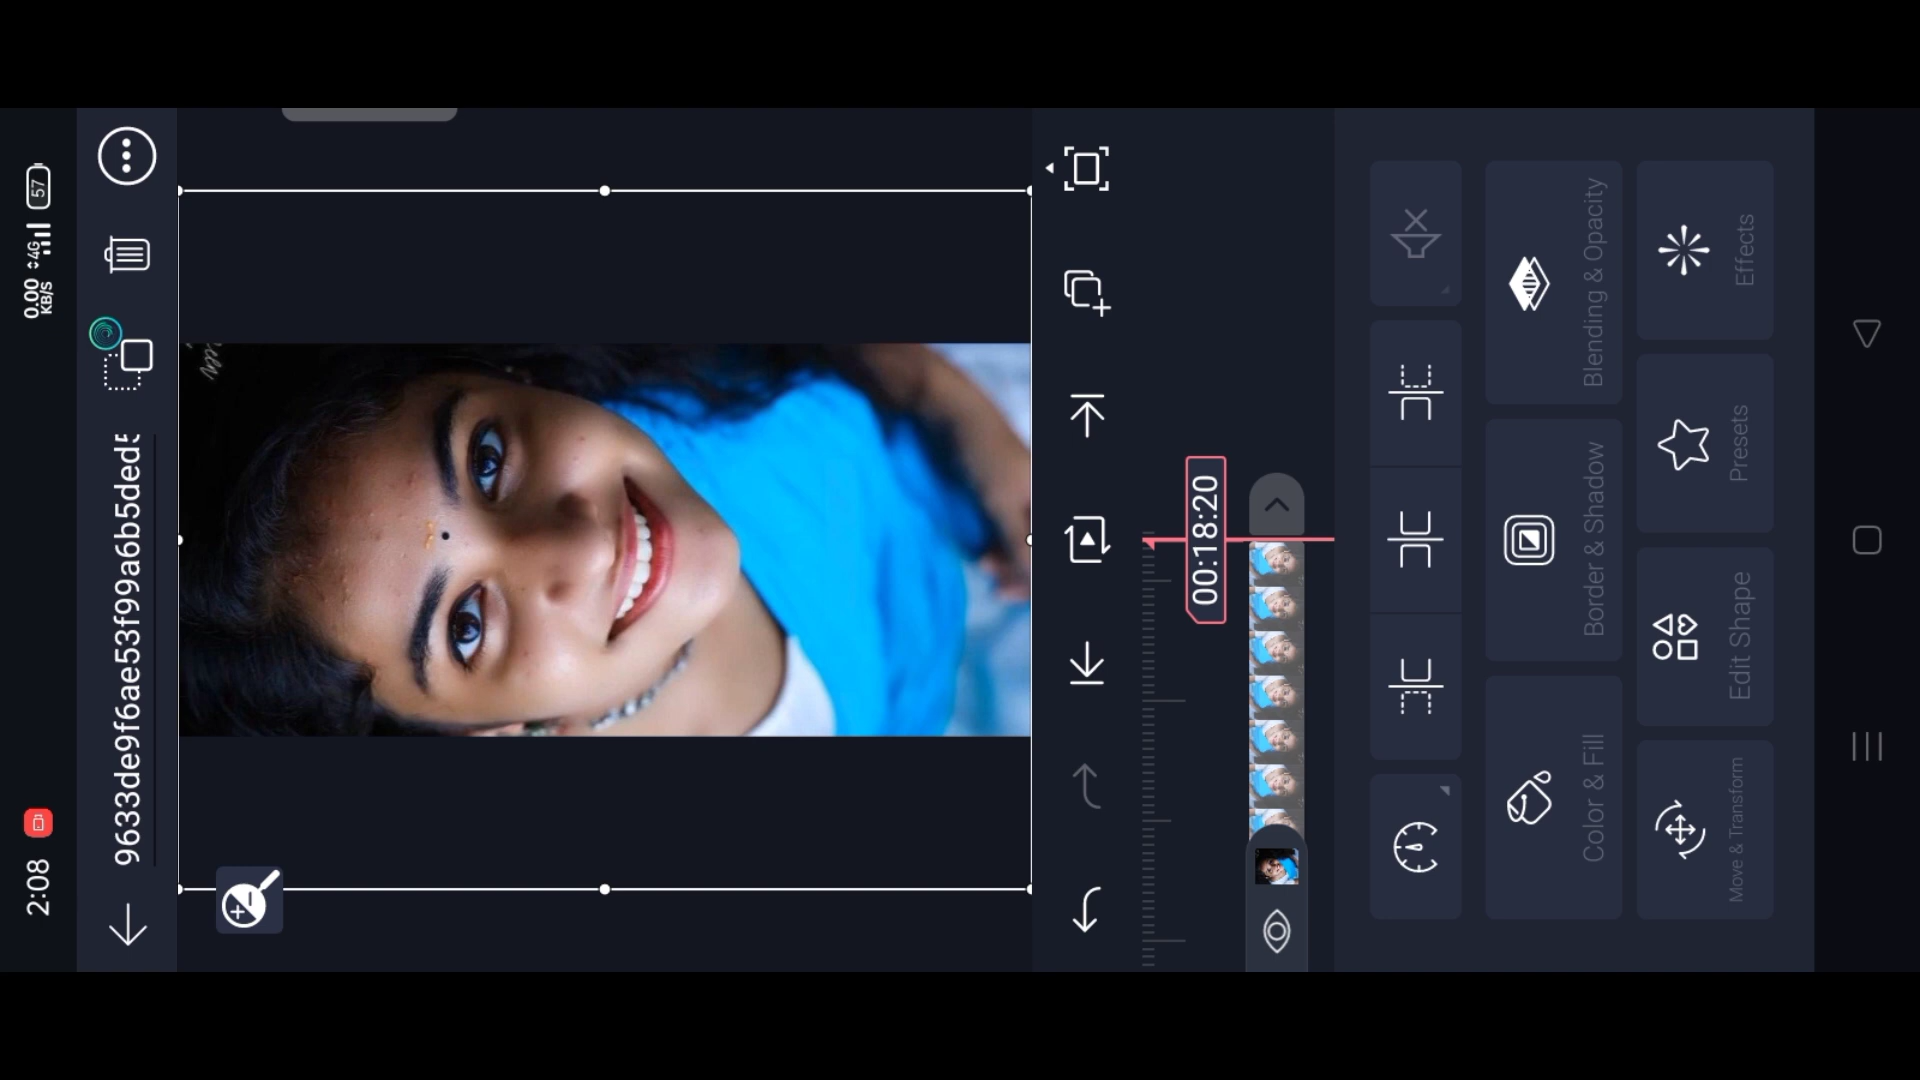 2:08
0.00
KB/S
4G
57
9633de9f6ae53f99a6b5ded
00:18:20
Color & Fill
Border & Shadow
Blending & Opacity
Move & Transform
Edit Shape
Presets
Effects